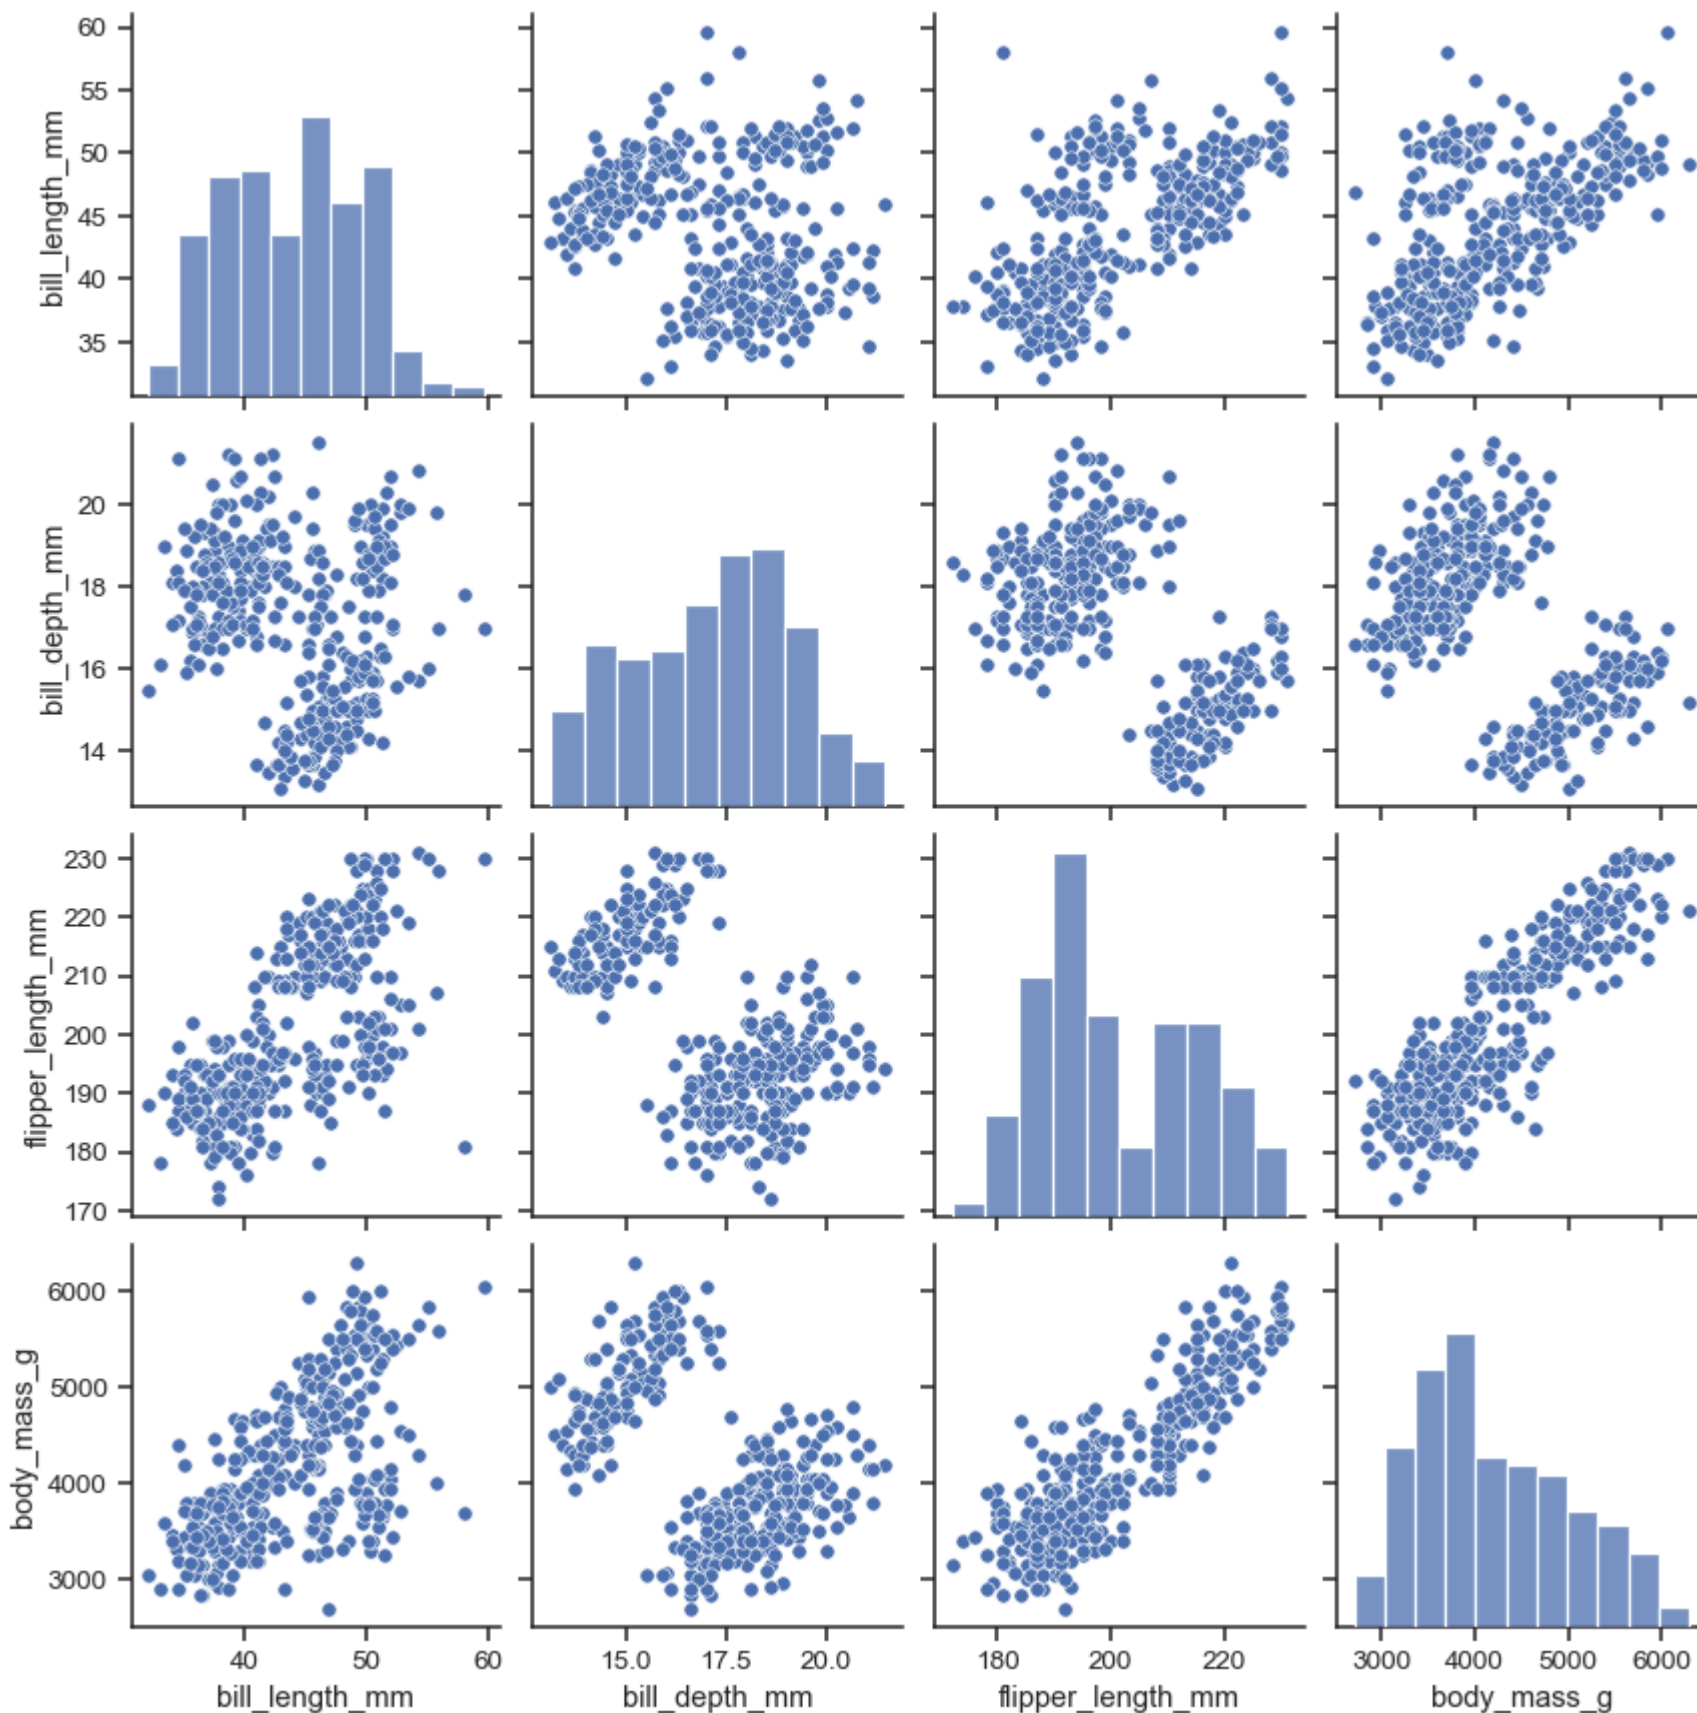 60
55
50
45
40
35
bill_length_mm
20
18
16
14
bill_depth_mm
230
220
210
200
190
180
170
flipper_length_mm
6000
5000
4000
3000
body_mass_g
40 50 60
15.0 17.5 20.0
180 200 220
3000 4000 5000 6000
bill_length_mm
bill_depth_mm
flipper_length_mm
body_mass_g